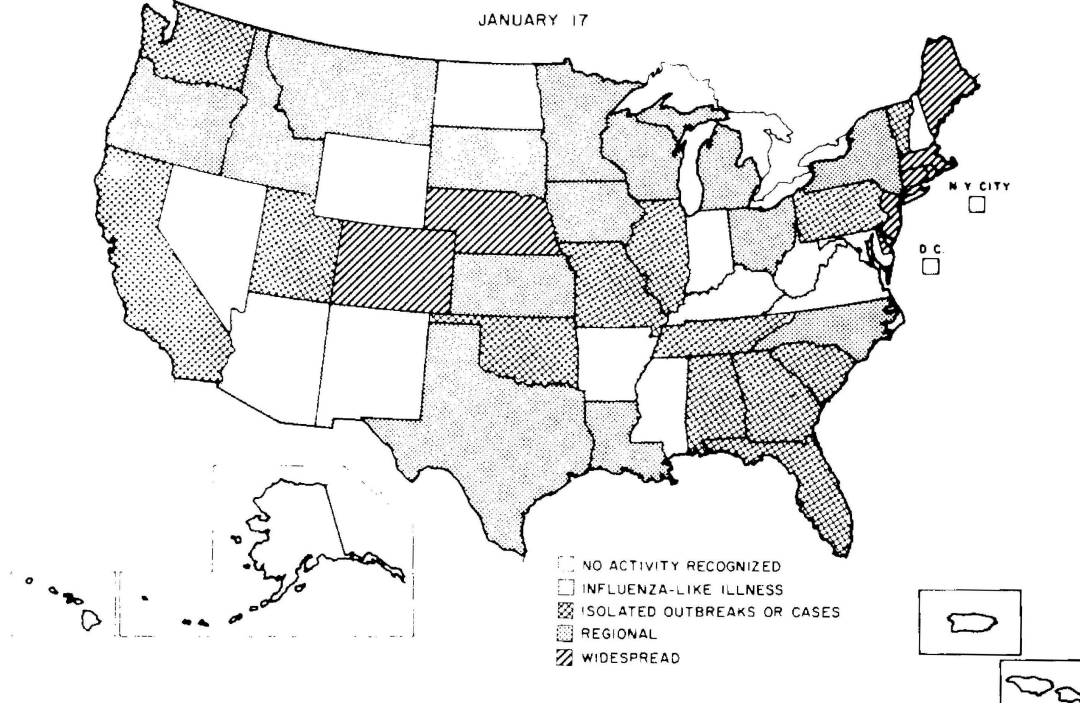 JANUARY 17
N Y CITY
D C.
NO ACTIVITY RECOGNIZED
INFLUENZA-LIKE ILLNESS
ISOLATED OUTBREAKS OR CASES
REGIONAL
WIDESPREAD